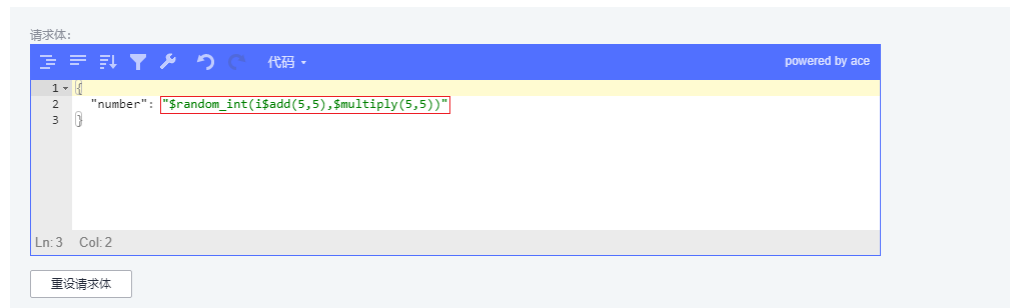 请求体:
代码
powered by ace
1 {
2 "number": "$random_int(i$add(5,5),$multiply(5,5))"
3 }
Ln: 3 Col: 2
重设请求体